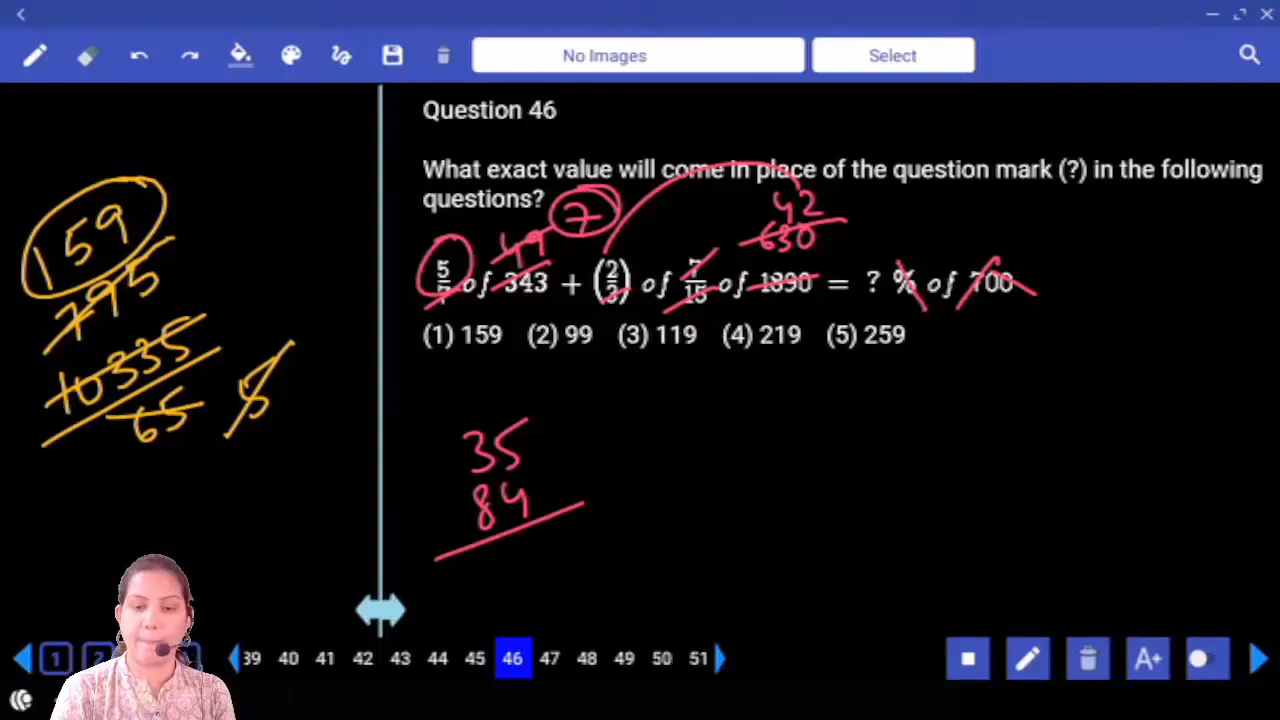 No Images Select
Question 46
What exact value will come in place of the question mark (?) in the following
questions?
7
49
42
630
5/7 of 343 + (2/3) of 7/15 of 1890 = ? % of 700
(1) 159 (2) 99 (3) 119 (4) 219 (5) 259
159
795
10335
65
35
84
1 2 39 40 41 42 43 44 45 46 47 48 49 50 51 A+